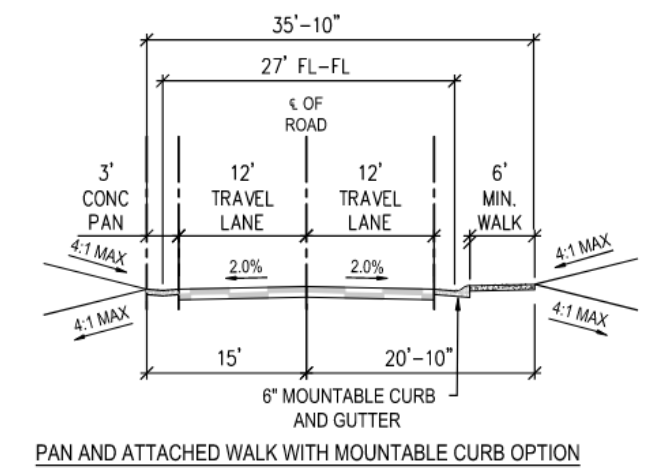 35'-10"
27' FL-FL
℄ OF
ROAD
3'
CONC
PAN
12'
TRAVEL
LANE
12'
TRAVEL
LANE
6'
MIN.
WALK
4:1 MAX
2.0%
2.0%
4:1 MAX
4:1 MAX
4:1 MAX
15'
20'-10"
6" MOUNTABLE CURB
AND GUTTER
PAN AND ATTACHED WALK WITH MOUNTABLE CURB OPTION